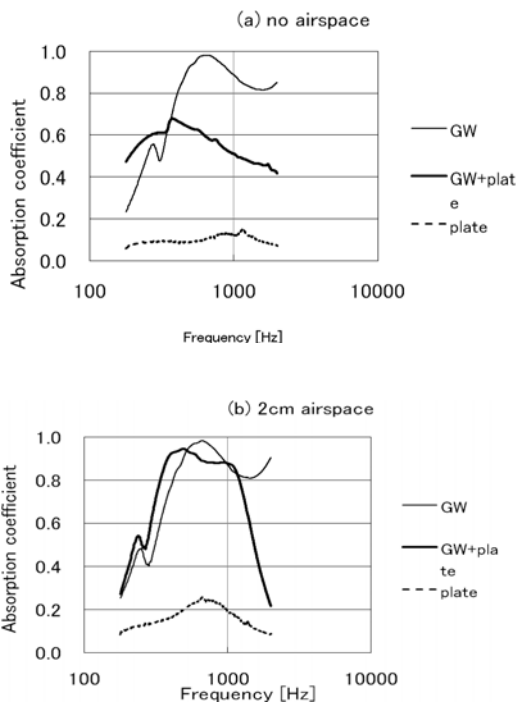 (a) no airspace
Absorption coefficient
1.0
0.8
0.6
0.4
0.2
0.0
100
1000
10000
Frequency [Hz]
GW
GW+plat
e
plate
(b) 2cm airspace
Absorption coefficient
1.0
0.8
0.6
0.4
0.2
0.0
100
1000
10000
Frequency [Hz]
GW
GW+pla
te
plate